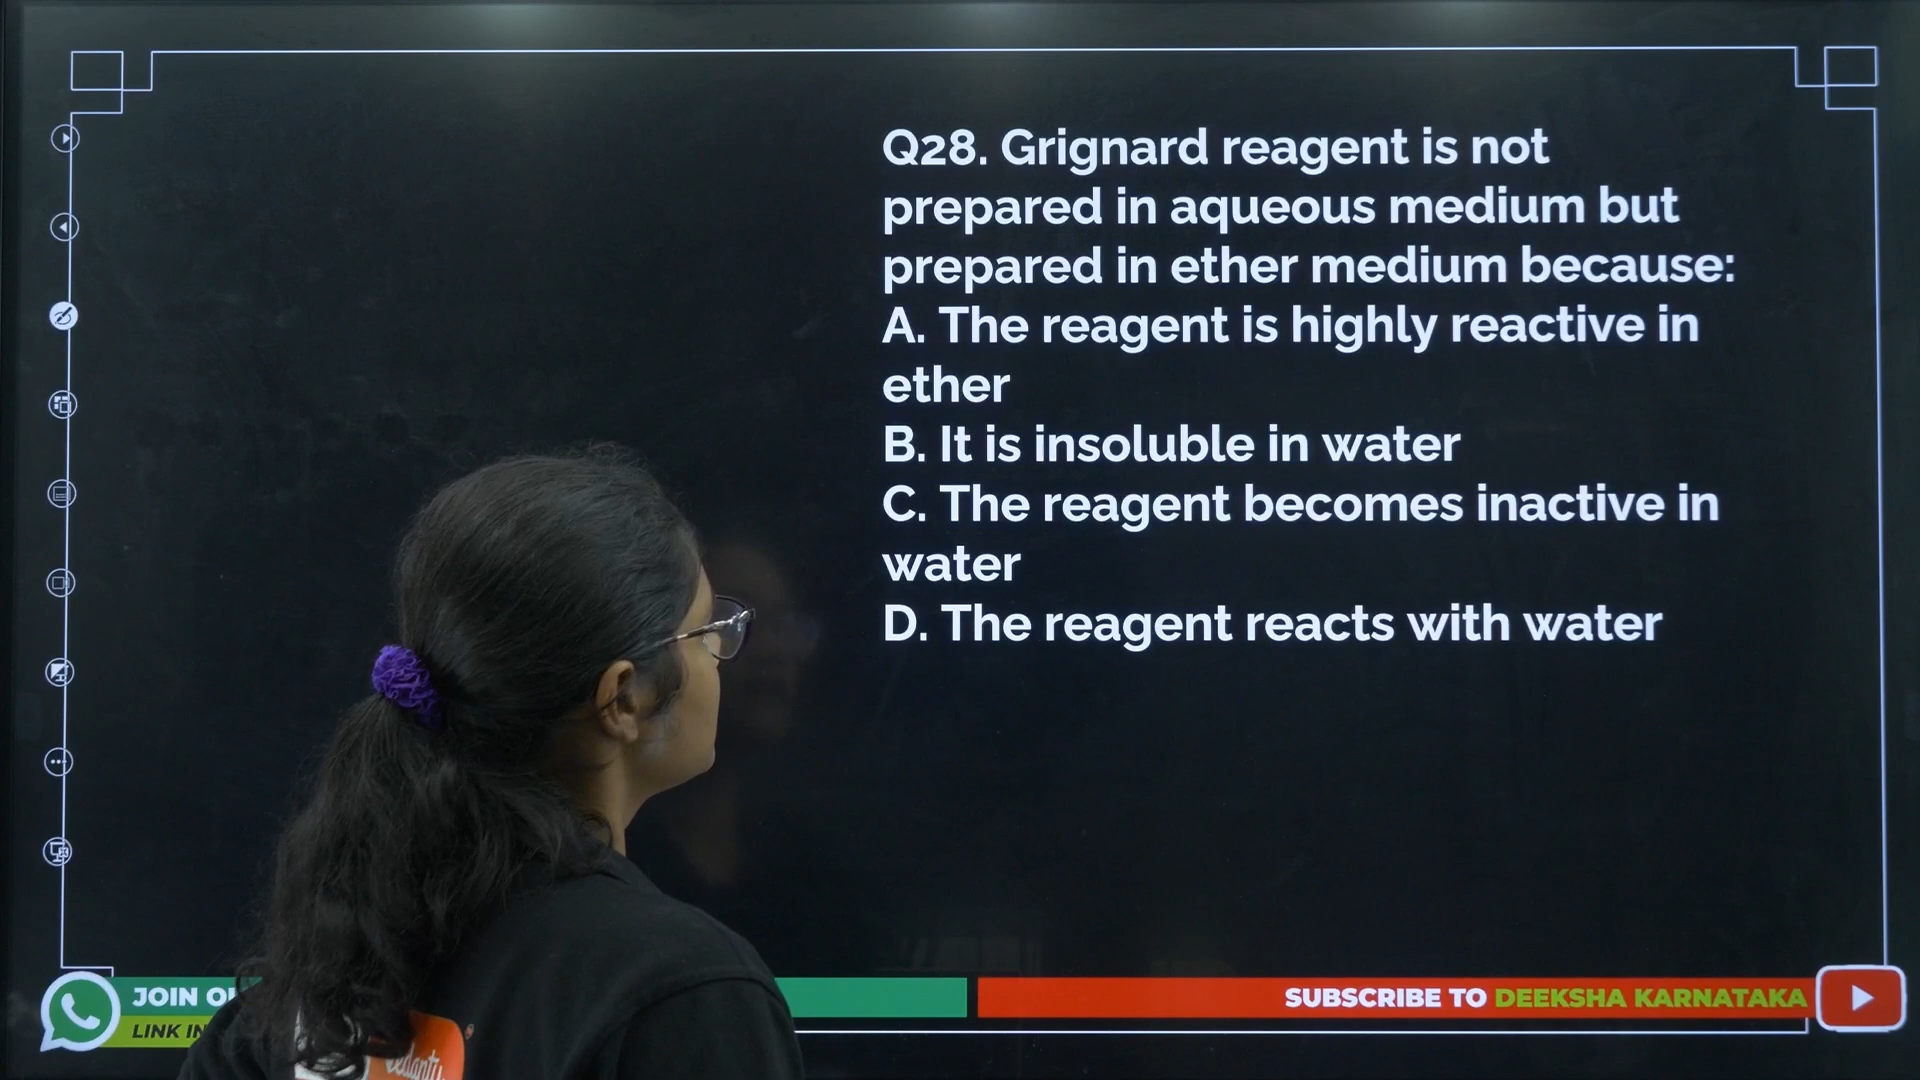 Q28. Grignard reagent is not
prepared in aqueous medium but
prepared in ether medium because:
A. The reagent is highly reactive in
ether
B. It is insoluble in water
C. The reagent becomes inactive in
water
D. The reagent reacts with water
JOIN
LINK IN
SUBSCRIBE TO DEEKSHA KARNATAKA